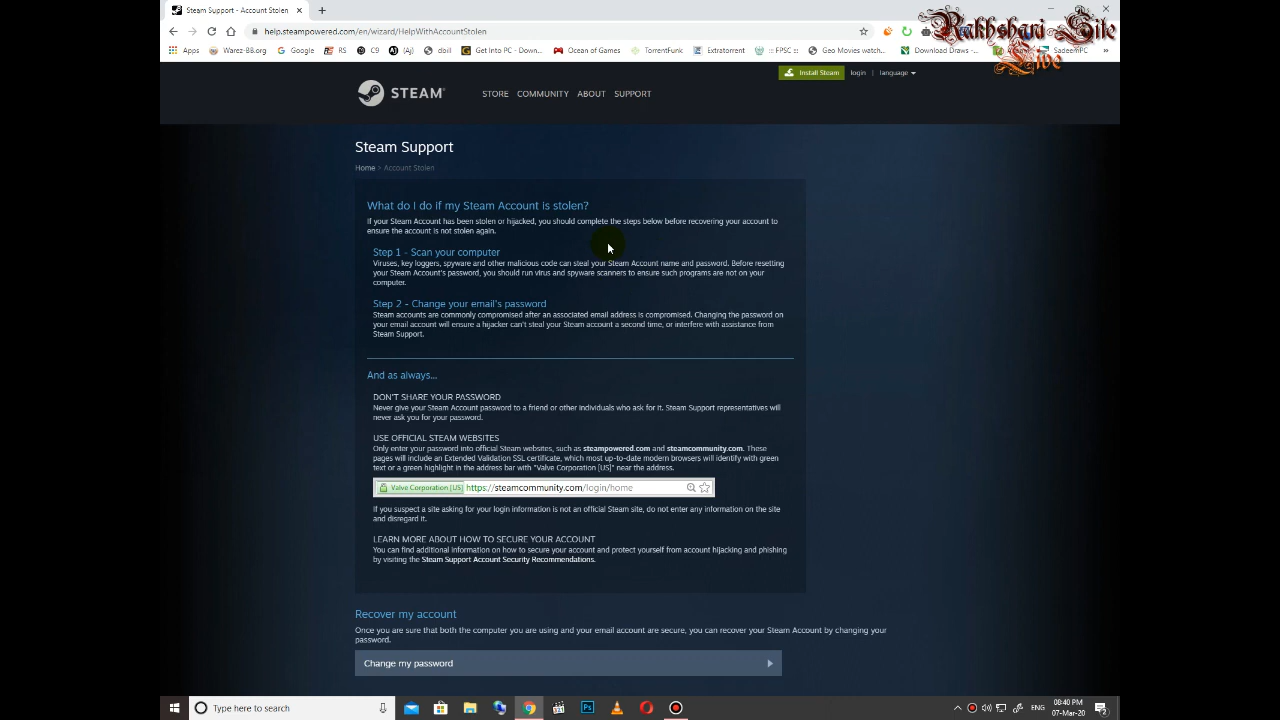 Steam Support - Account Stolen
Rakhshani Site
Live
help.steampowered.com/en/wizard/HelpWithAccountStolen
Apps Warez-BB.org Google RS C9 (Aj) dbill Get Into PC - Down... Ocean of Games TorrentFunk Extratorrent ::: FPSC ::: Geo Movies watch... Download Draws -... SadeemPC »
Install Steam login | language
STEAM® STORE COMMUNITY ABOUT SUPPORT
Steam Support
Home > Account Stolen
What do I do if my Steam Account is stolen?
If your Steam Account has been stolen or hijacked, you should complete the steps below before recovering your account to
ensure the account is not stolen again.
Step 1 - Scan your computer
Viruses, key loggers, spyware and other malicious code can steal your Steam Account name and password. Before resetting
your Steam Account's password, you should run virus and spyware scanners to ensure such programs are not on your
computer.
Step 2 - Change your email's password
Steam accounts are commonly compromised after an associated email address is compromised. Changing the password on
your email account will ensure a hijacker can't steal your Steam account a second time, or interfere with assistance from
Steam Support.
And as always...
DON'T SHARE YOUR PASSWORD
Never give your Steam Account password to a friend or other individuals who ask for it. Steam Support representatives will
never ask you for your password.
USE OFFICIAL STEAM WEBSITES
Only enter your password into official Steam websites, such as steampowered.com and steamcommunity.com. These
pages will include an Extended Validation SSL certificate, which most up-to-date modern browsers will identify with green
text or a green highlight in the address bar with "Valve Corporation [US]" near the address.
Valve Corporation [US] https://steamcommunity.com/login/home
If you suspect a site asking for your login information is not an official Steam site, do not enter any information on the site
and disregard it.
LEARN MORE ABOUT HOW TO SECURE YOUR ACCOUNT
You can find additional information on how to secure your account and protect yourself from account hijacking and phishing
by visiting the Steam Support Account Security Recommendations.
Recover my account
Once you are sure that both the computer you are using and your email account are secure, you can recover your Steam Account by changing your
password.
Change my password
Type here to search
Ps
ENG
08:40 PM
07-Mar-20
2